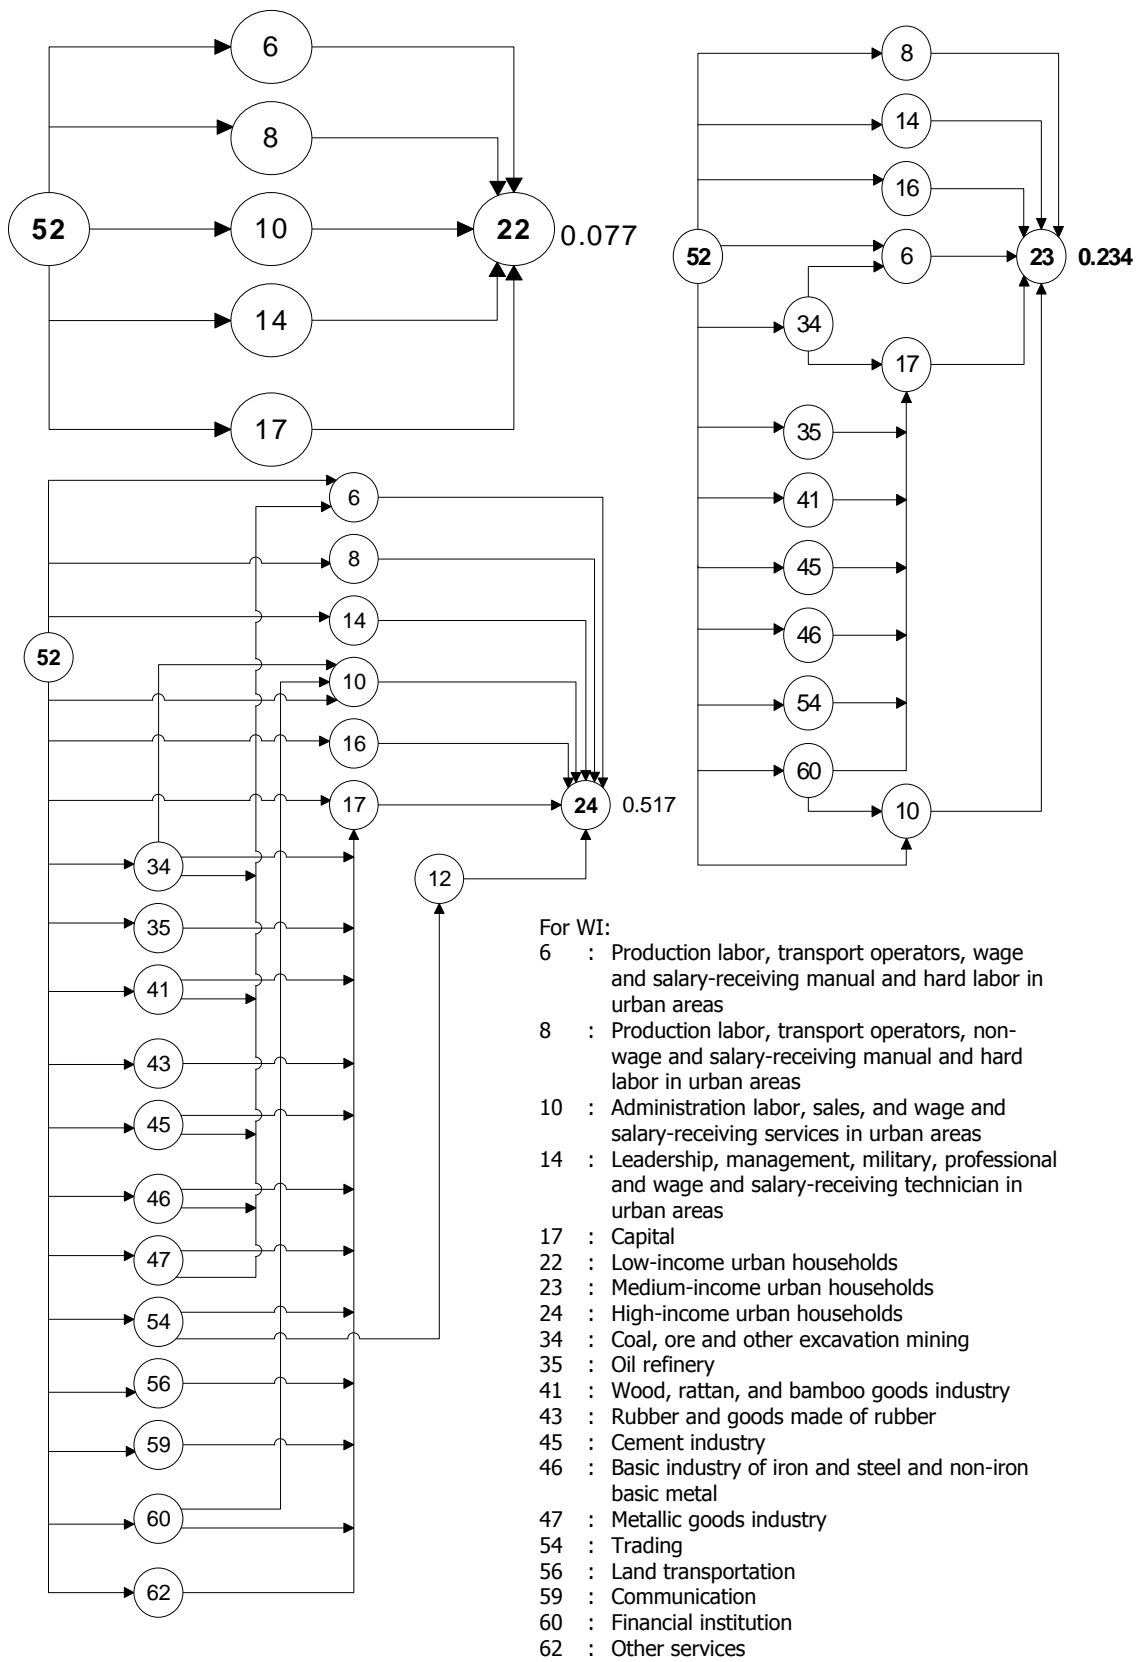 6
8
52
10
22
0.077
14
17
8
14
16
52
6
23
0.234
34
17
35
41
45
46
54
60
10
6
8
14
52
10
16
17
24
0.517
34
12
35
41
43
45
46
47
54
56
59
60
62
For WI:
6 : Production labor, transport operators, wage
and salary-receiving manual and hard labor in
urban areas
8 : Production labor, transport operators, non-
wage and salary-receiving manual and hard
labor in urban areas
10 : Administration labor, sales, and wage and
salary-receiving services in urban areas
14 : Leadership, management, military, professional
and wage and salary-receiving technician in
urban areas
17 : Capital
22 : Low-income urban households
23 : Medium-income urban households
24 : High-income urban households
34 : Coal, ore and other excavation mining
35 : Oil refinery
41 : Wood, rattan, and bamboo goods industry
43 : Rubber and goods made of rubber
45 : Cement industry
46 : Basic industry of iron and steel and non-iron
basic metal
47 : Metallic goods industry
54 : Trading
56 : Land transportation
59 : Communication
60 : Financial institution
62 : Other services